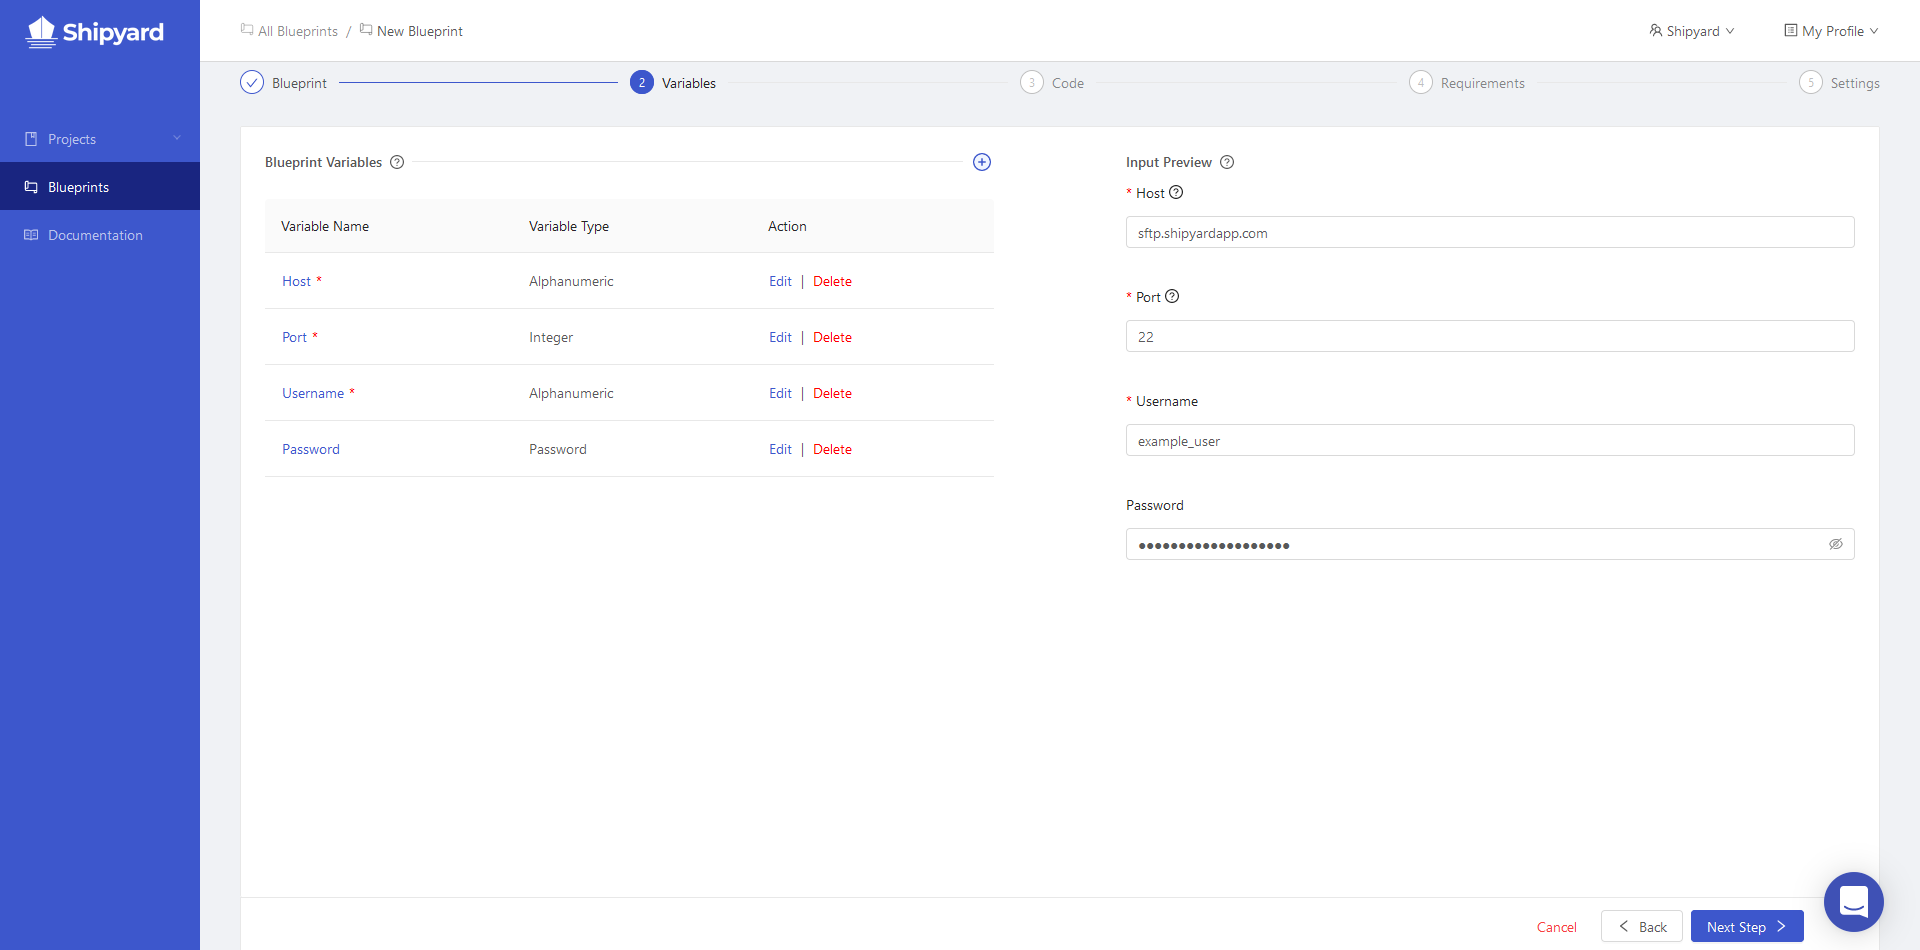 Shipyard
All Blueprints / New Blueprint
Shipyard
My Profile
Projects
Blueprints
Documentation
Blueprint
2 Variables
3 Code
4 Requirements
5 Settings
Blueprint Variables
Variable Name Variable Type Action
Host * Alphanumeric Edit | Delete
Port * Integer Edit | Delete
Username * Alphanumeric Edit | Delete
Password Password Edit | Delete
Input Preview
* Host
sftp.shipyardapp.com
* Port
22
* Username
example_user
Password
•••••••••••••••••••
Cancel
Back
Next Step